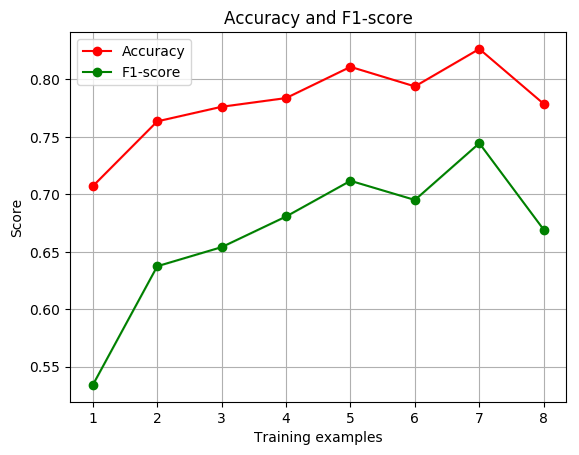 Accuracy and F1-score
Accuracy
F1-score
0.80
0.75
0.70
0.65
0.60
0.55
Score
1 2 3 4 5 6 7 8
Training examples